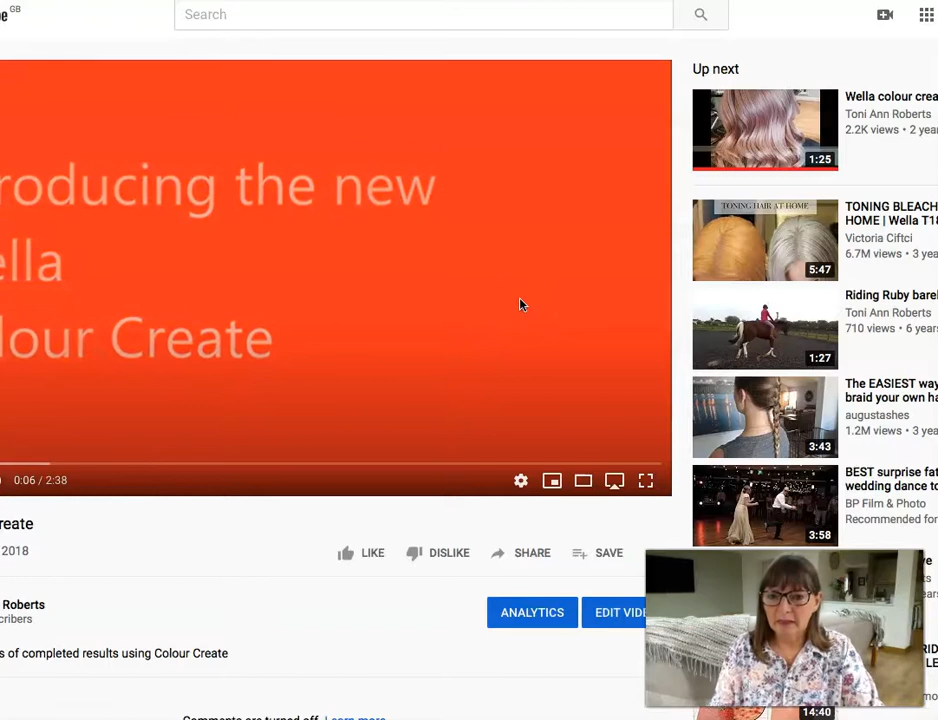 GB
Search
roducing the new
lla
lour Create
0:06 / 2:38
reate
2018
LIKE
DISLIKE
SHARE
SAVE
Roberts
cribers
ANALYTICS
EDIT VIDE
s of completed results using Colour Create
Comments are turned off. Learn more
Up next
1:25
Wella colour crea
Toni Ann Roberts
2.2K views • 2 year
TONING HAIR AT HOME
5:47
TONING BLEACH
HOME | Wella T18
Victoria Ciftci
6.7M views • 3 yea
1:27
Riding Ruby barel
Toni Ann Roberts
710 views • 6 years
3:43
The EASIEST way
braid your own ha
augustashes
1.2M views • 3 yea
3:58
BEST surprise fat
wedding dance to
BP Film & Photo
Recommended for
14:40